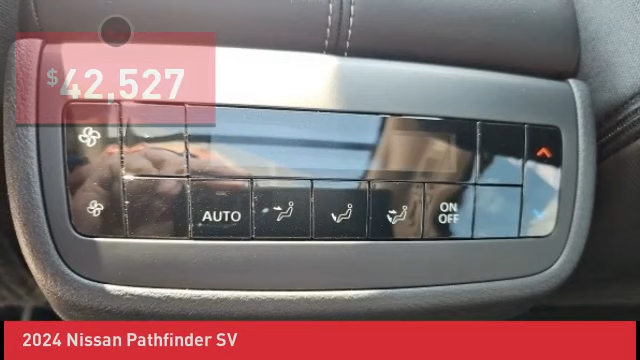 $42,527
AUTO
ON
OFF
2024 Nissan Pathfinder SV